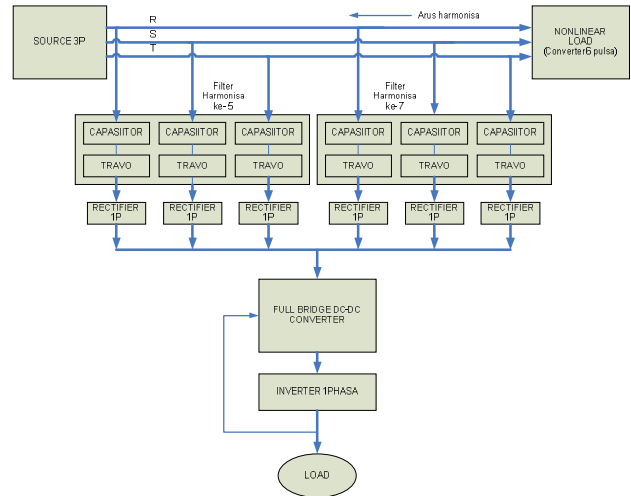 SOURCE 3P
R
S
T
Arus harmonisa
NONLINEAR
LOAD
(Converter6 pulsa)
Filter
Harmonisa
ke-5
Filter
Harmonisa
ke-7
CAPASIITOR
CAPASIITOR
CAPASIITOR
CAPASIITOR
CAPASIITOR
CAPASIITOR
TRAVO
TRAVO
TRAVO
TRAVO
TRAVO
TRAVO
RECTIFIER
1P
RECTIFIER
1P
RECTIFIER
1P
RECTIFIER
1P
RECTIFIER
1P
RECTIFIER
1P
FULL BRIDGE DC-DC
CONVERTER
INVERTER 1PHASA
LOAD